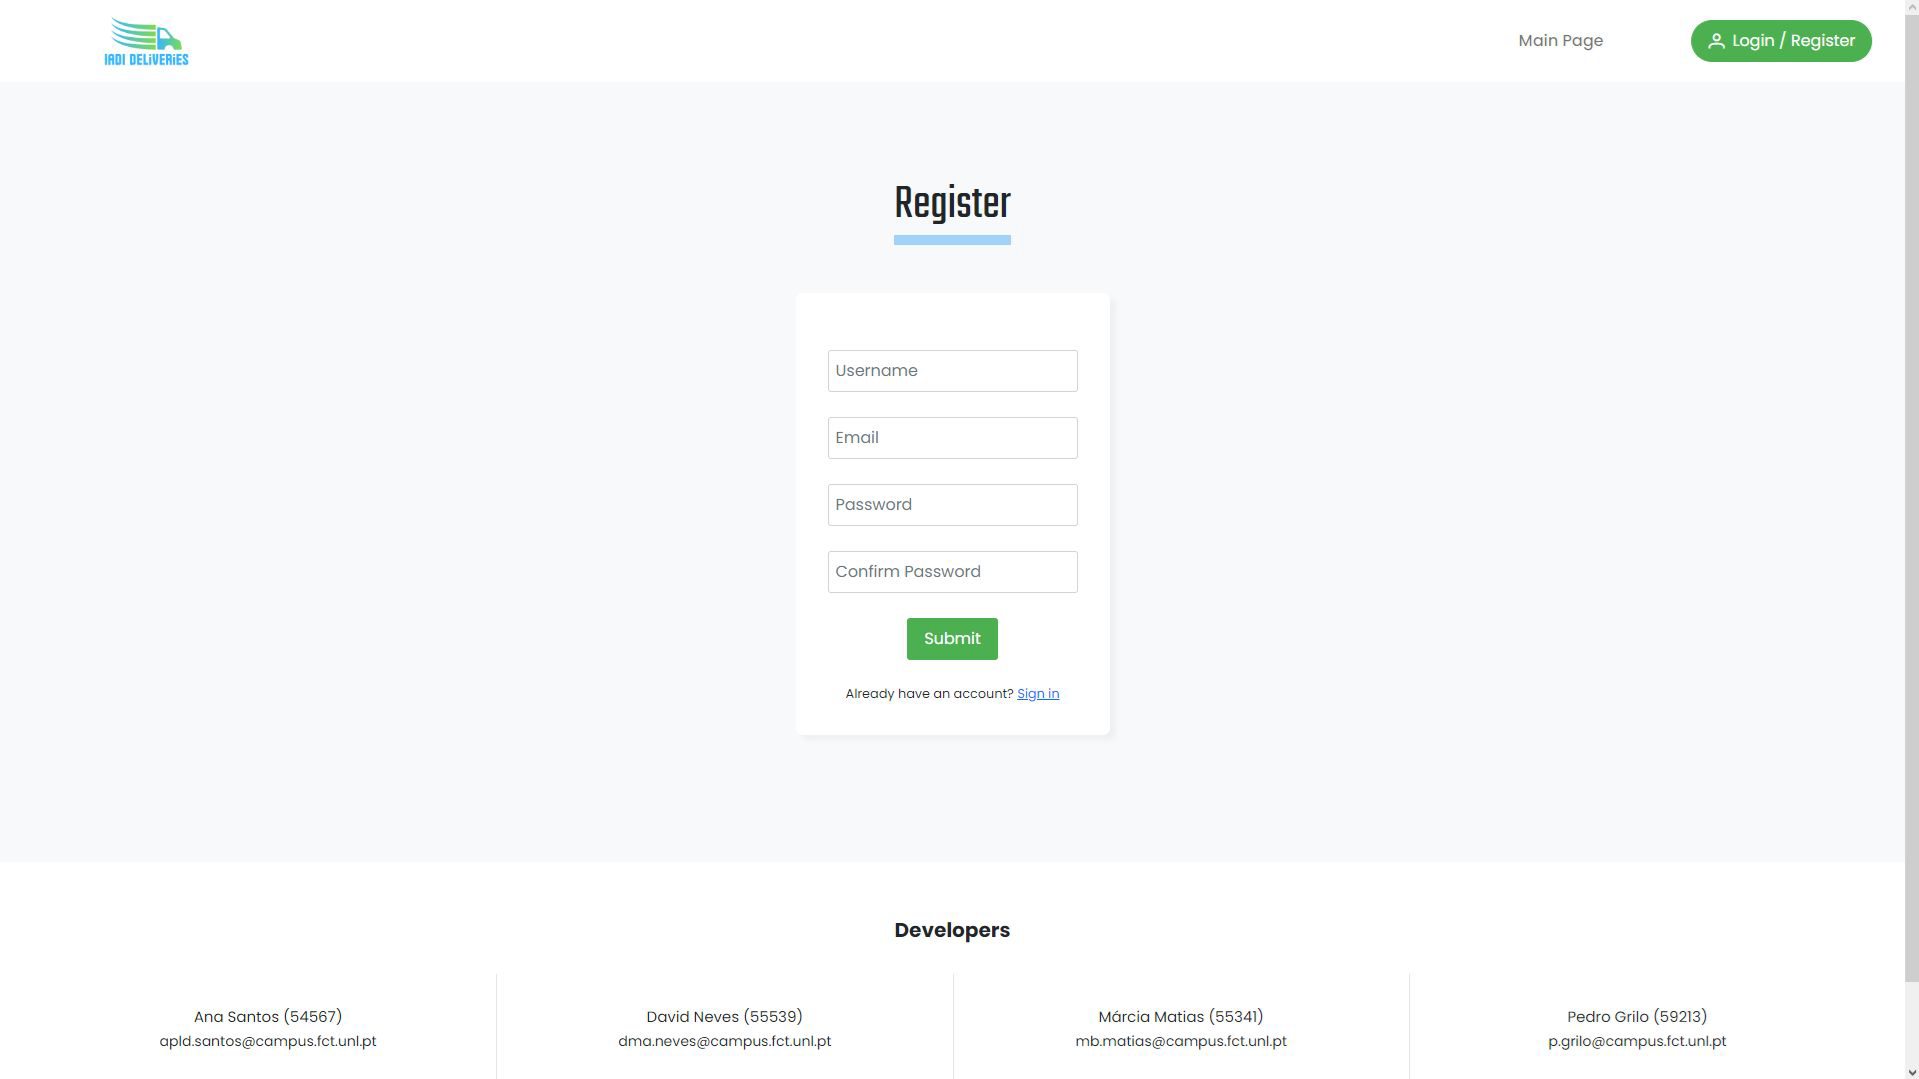 IADI DELiVERiES
Main Page
Login / Register
Register
Username
Email
Password
Confirm Password
Submit
Already have an account? Sign in
Developers
Ana Santos (54567)
apld.santos@campus.fct.unl.pt
David Neves (55539)
dma.neves@campus.fct.unl.pt
Márcia Matias (55341)
mb.matias@campus.fct.unl.pt
Pedro Grilo (59213)
p.grilo@campus.fct.unl.pt